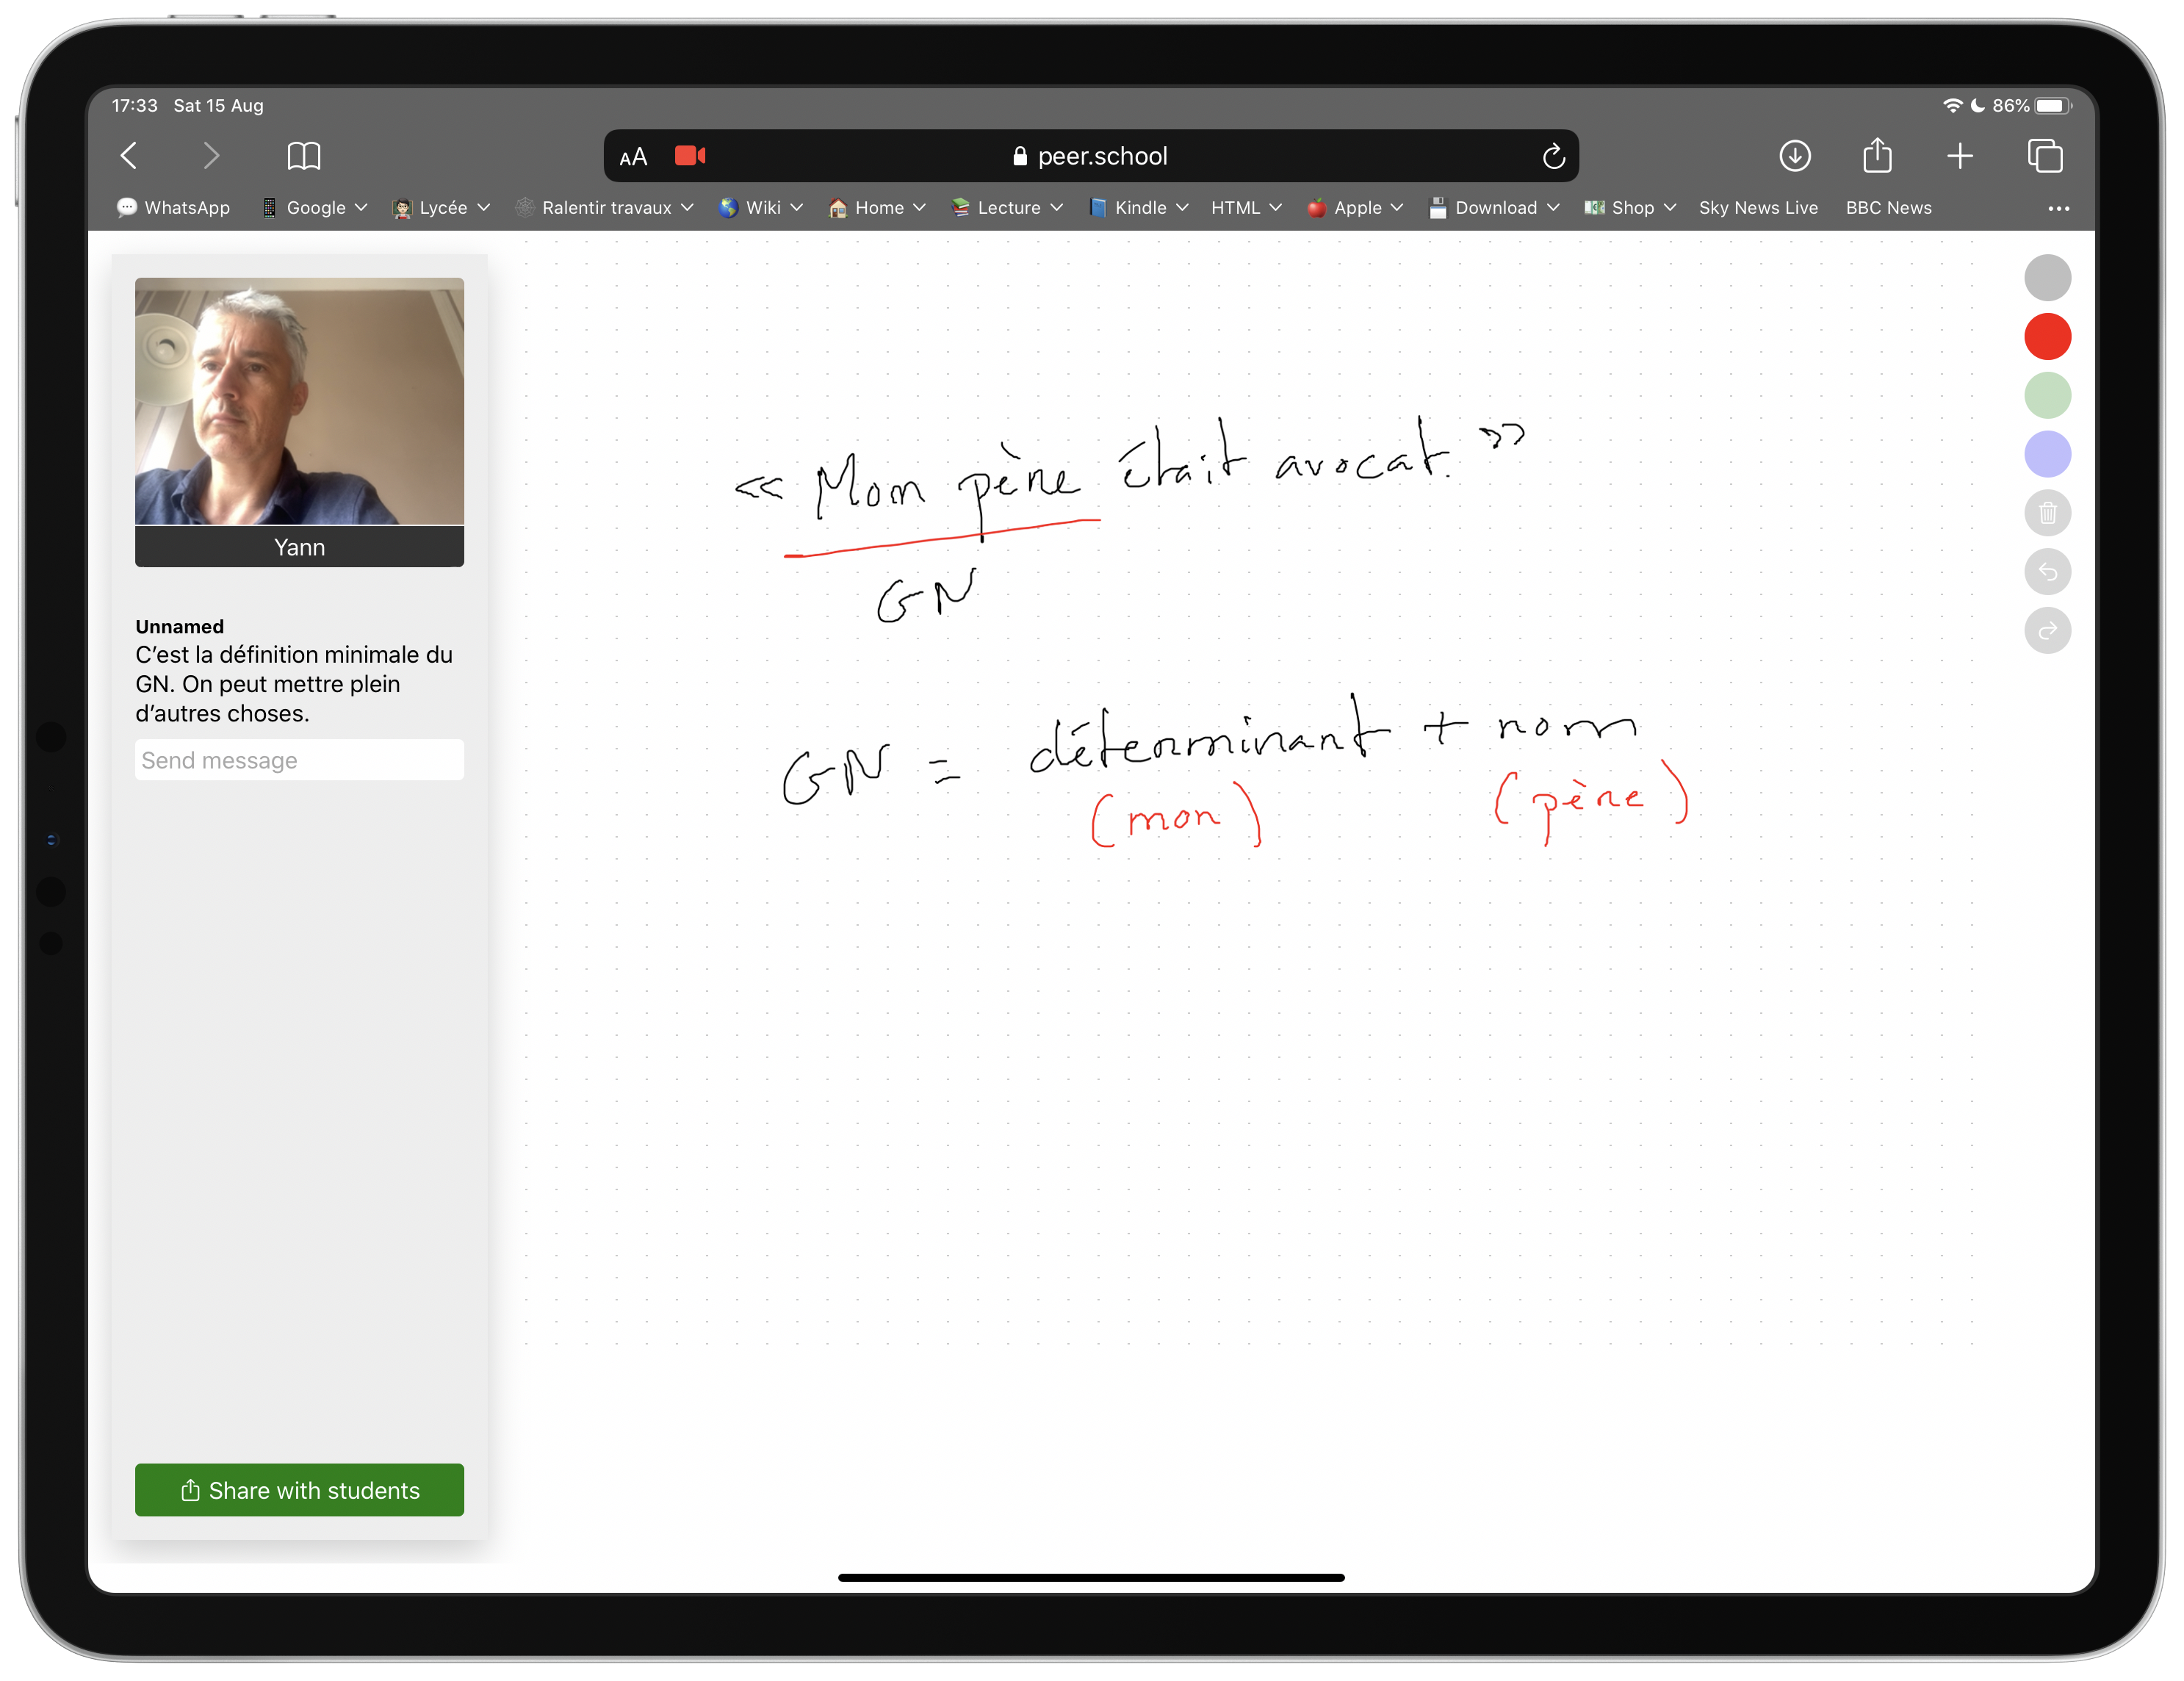 17:33 Sat 15 Aug
86%
AA peer.school
WhatsApp Google Lycée Ralentir travaux Wiki Home Lecture Kindle HTML Apple Download Shop Sky News Live BBC News
Yann
Unnamed
C’est la définition minimale du
GN. On peut mettre plein
d’autres choses.
Send message
Share with students
« Mon père était avocat. »
GN
GN = déterminant + nom
(mon) (père)